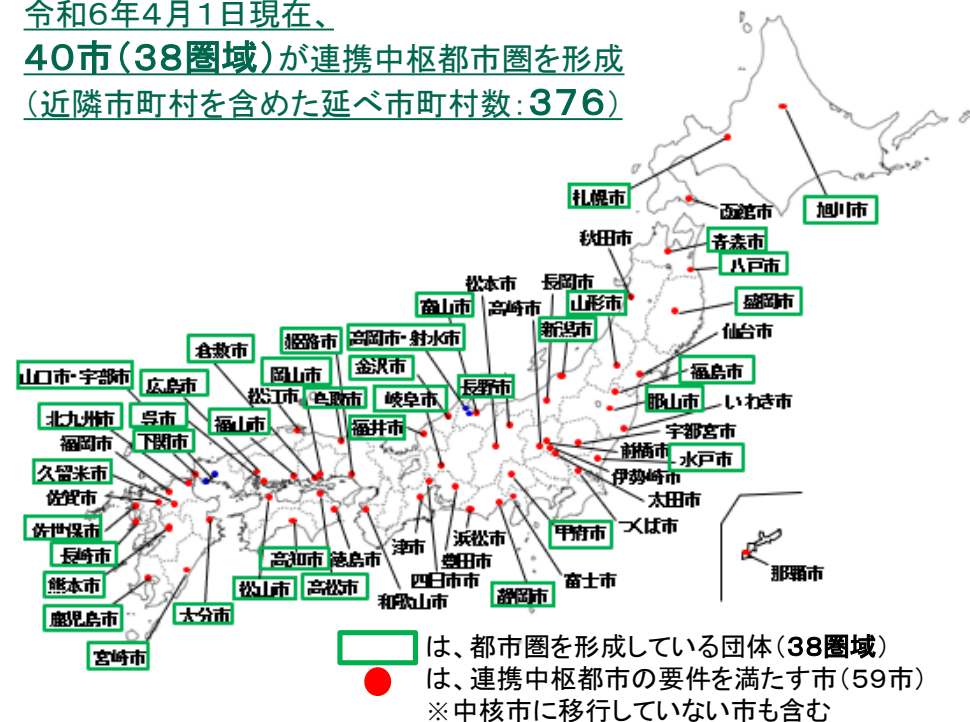 令和6年4月1日現在、
40市(38圏域)が連携中枢都市圏を形成
(近隣市町村を含めた延べ市町村数:376)
札幌市
函館市
旭川市
秋田市
青森市
八戸市
松本市
長岡市
富山市
高崎市
山形市
盛岡市
新潟市
仙台市
倉敷市
姫路市
高岡市・射水市
金沢市
福島市
山口市・宇部市
広島市
岡山市
松江市
鳥取市
岐阜市
長野市
郡山市
いわき市
北九州市
呉市
福山市
福井市
宇都宮市
福岡市
下関市
前橋市
水戸市
久留米市
伊勢崎市
佐賀市
太田市
佐世保市
つくば市
長崎市
高知市
徳島市
津市
浜松市
甲府市
豊田市
熊本市
松山市
高松市
四日市市
富士市
那覇市
鹿児島市
大分市
和歌山市
静岡市
宮崎市
は、都市圏を形成している団体(38圏域)
は、連携中枢都市の要件を満たす市(59市)
※中核市に移行していない市も含む